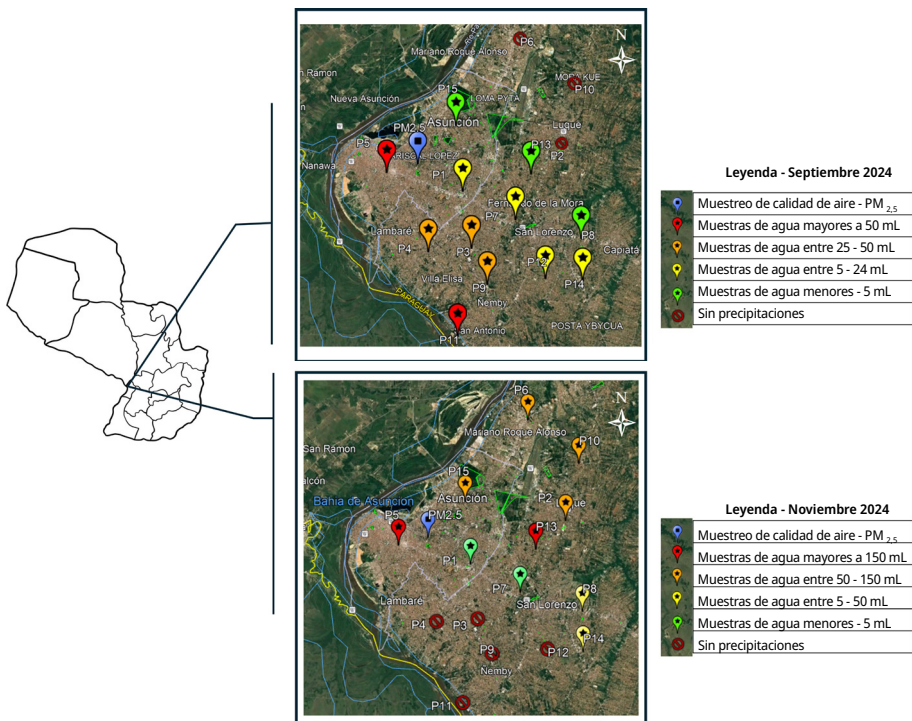 P6
N
Mariano Roque Alonso
San Ramon
MORA KUE
P10
Nueva Asunción
P15
LOMA PYTA
Asunción
Luque
PM2.5
P5
P13
P2
Nanawa
P1
Fernando de la Mora
P7
Lambaré
San Lorenzo
P8
P4
P3
Capiatá
Villa Elisa
P12
P14
P9
Ñemby
PARAGUAY
San Antonio
POSTA YBYCUA
P11
Leyenda - Septiembre 2024
Muestreo de calidad de aire - PM 2,5
Muestras de agua mayores a 50 mL
Muestras de agua entre 25 - 50 mL
Muestras de agua entre 5 - 24 mL
Muestras de agua menores - 5 mL
Sin precipitaciones
P6
N
Mariano Roque Alonso
San Ramon
P10
P15
Asunción
P2
Bahia de Asunción
P5
PM2.5
P13
P1
P7
P8
Lambaré
San Lorenzo
P4
P3
P14
P9
P12
Ñemby
P11
Leyenda - Noviembre 2024
Muestreo de calidad de aire - PM 2,5
Muestras de agua mayores a 150 mL
Muestras de agua entre 50 - 150 mL
Muestras de agua entre 5 - 50 mL
Muestras de agua menores - 5 mL
Sin precipitaciones